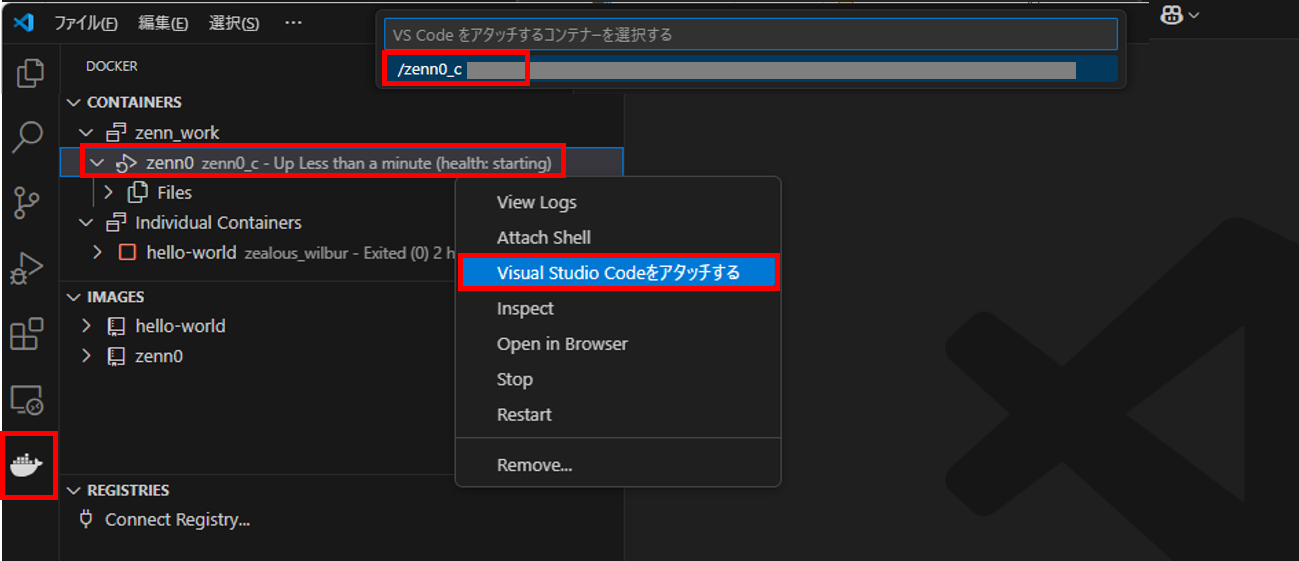 ファイル(F) 編集(E) 選択(S) ···
VS Code をアタッチするコンテナーを選択する
/zenn0_c
DOCKER
CONTAINERS
zenn_work
zenn0 zenn0_c - Up Less than a minute (health: starting)
Files
Individual Containers
hello-world zealous_wilbur - Exited (0) 2 h
IMAGES
hello-world
zenn0
REGISTRIES
Connect Registry...
View Logs
Attach Shell
Visual Studio Codeをアタッチする
Inspect
Open in Browser
Stop
Restart
Remove...